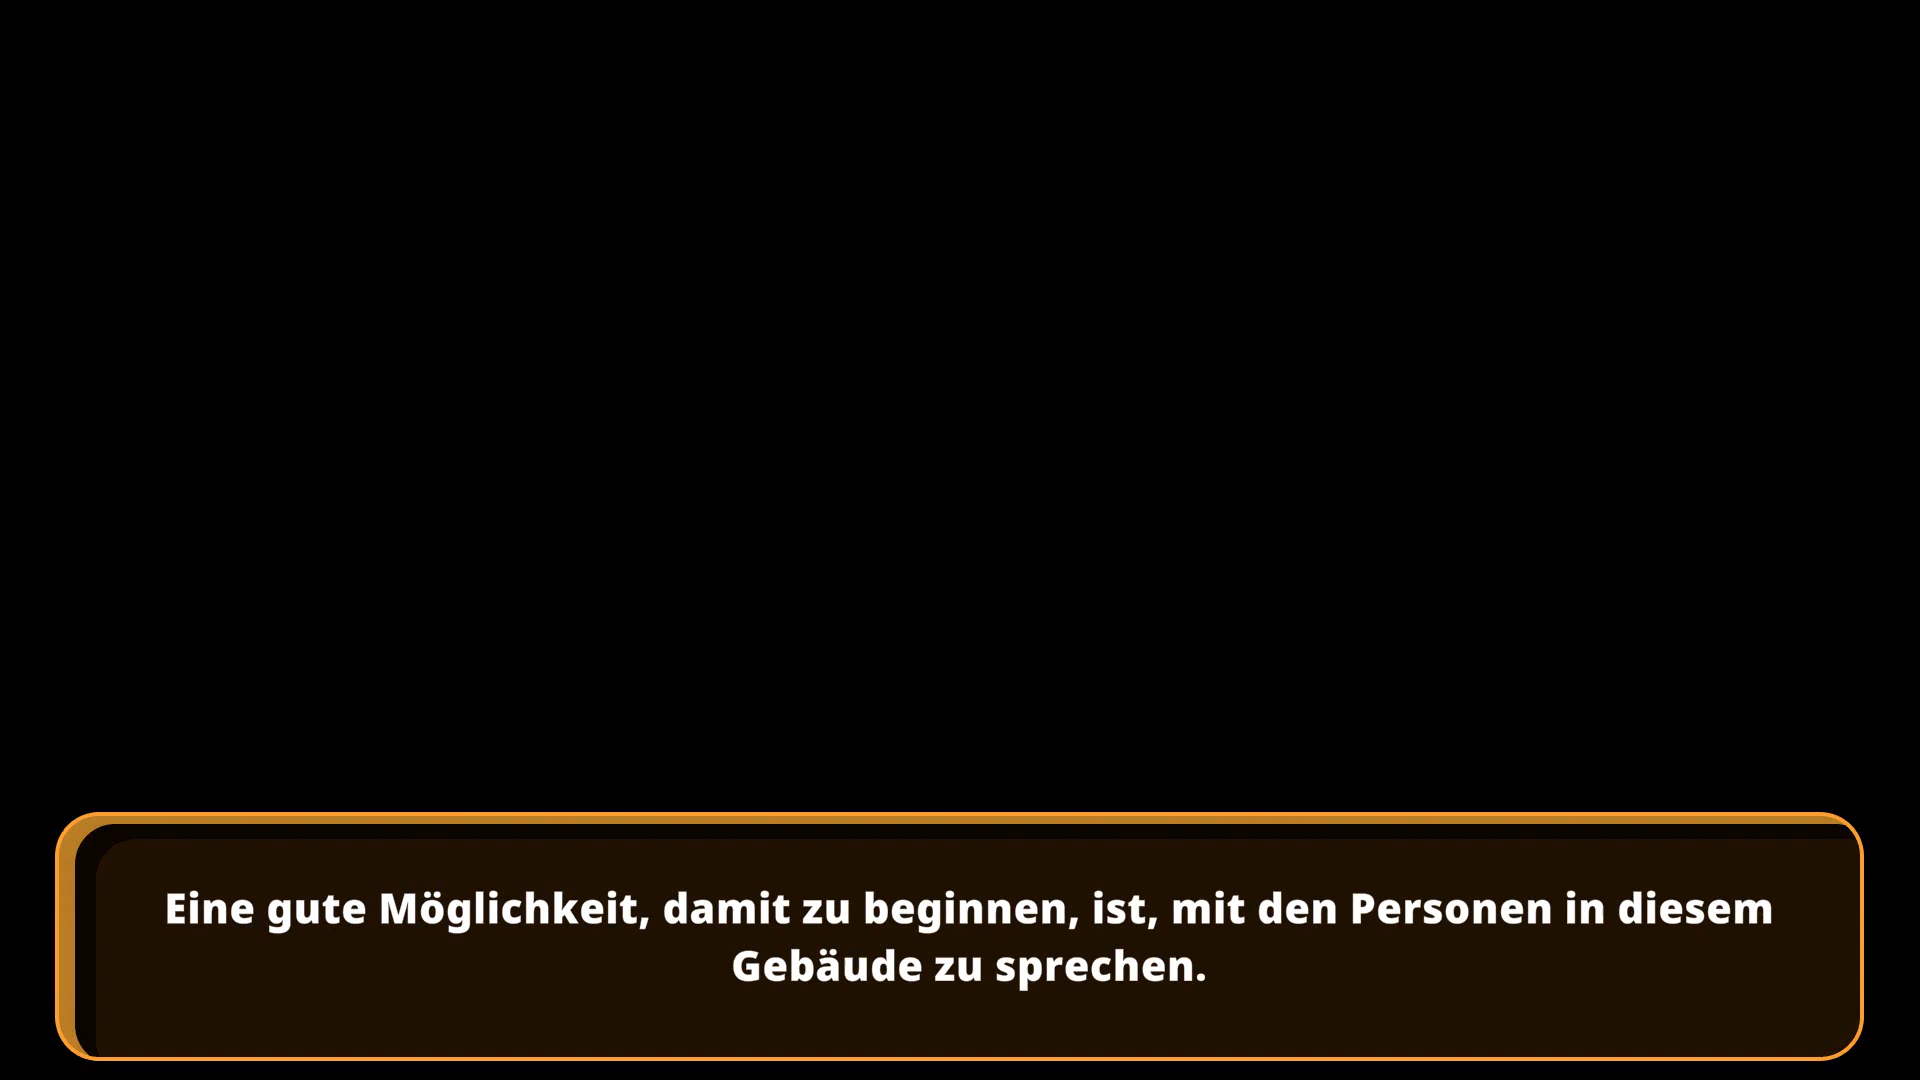 Eine gute Möglichkeit, damit zu beginnen, ist, mit den Personen in diesem
Gebäude zu sprechen.